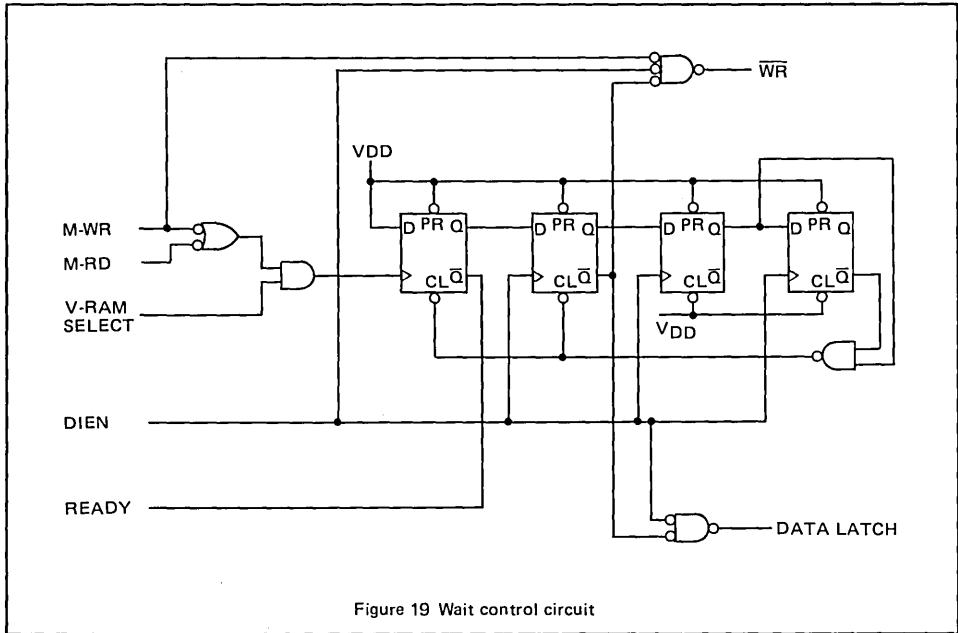 W̅R̅
VDD
D PR Q
CL Q̅
D PR Q
CL Q̅
D PR Q
CL Q̅
D PR Q
CL Q̅
M-WR
M-RD
V-RAM
SELECT
VDD
DIEN
READY
DATA LATCH
Figure 19 Wait control circuit